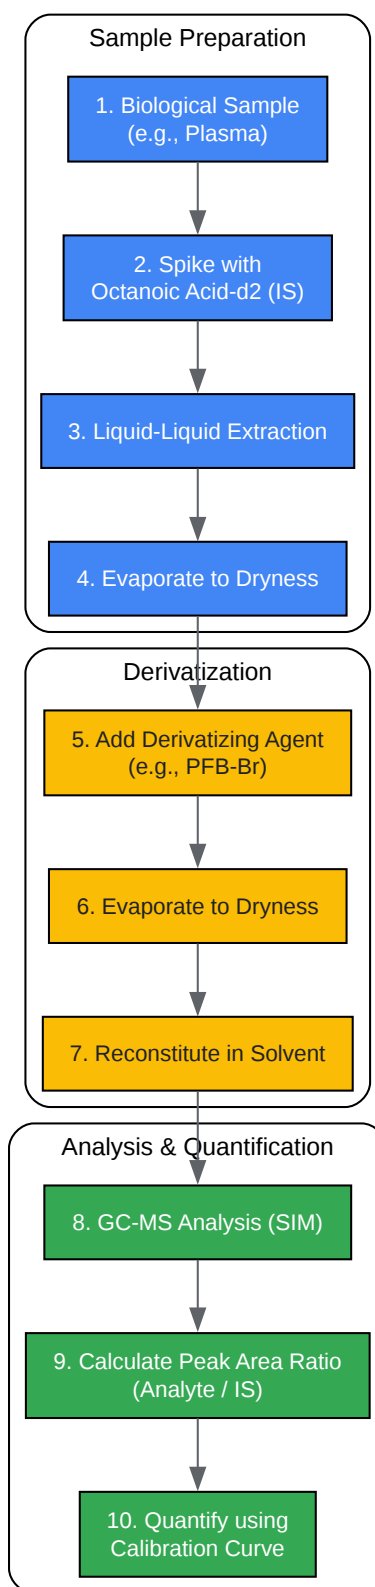 Sample Preparation
1. Biological Sample
(e.g., Plasma)
2. Spike with
Octanoic Acid-d2 (IS)
3. Liquid-Liquid Extraction
4. Evaporate to Dryness
Derivatization
5. Add Derivatizing Agent
(e.g., PFB-Br)
6. Evaporate to Dryness
7. Reconstitute in Solvent
Analysis & Quantification
8. GC-MS Analysis (SIM)
9. Calculate Peak Area Ratio
(Analyte / IS)
10. Quantify using
Calibration Curve